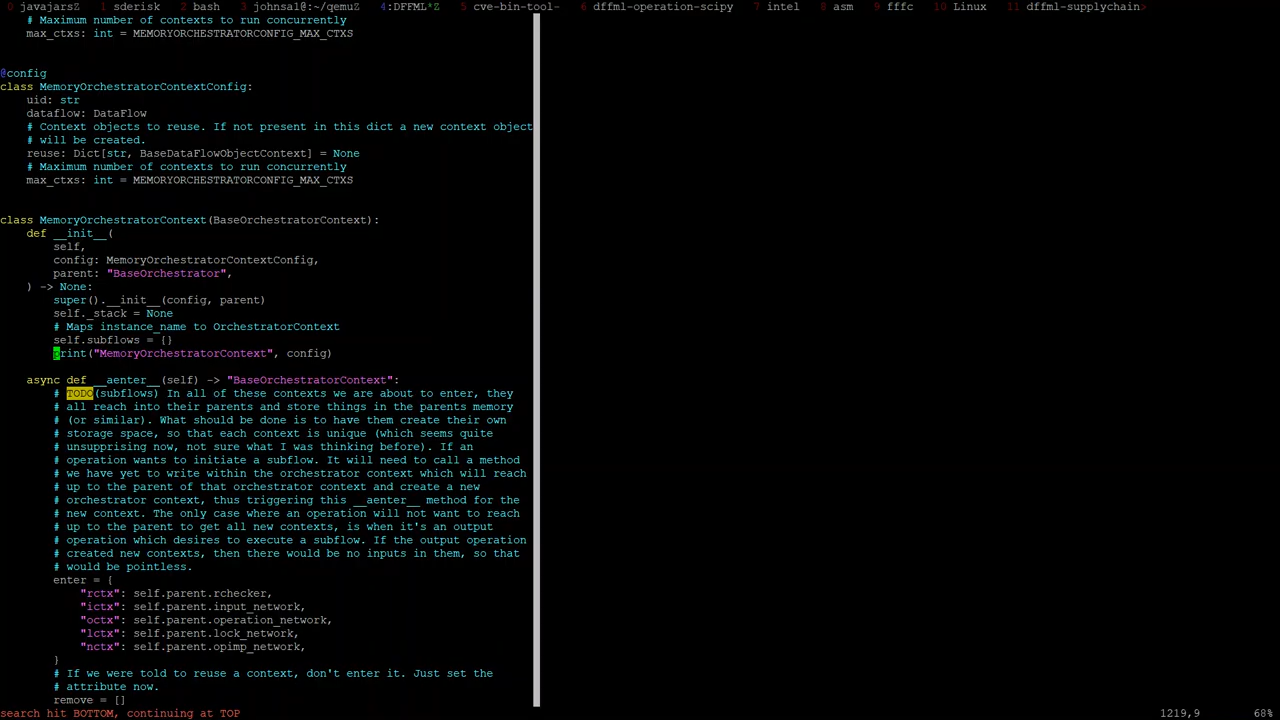 0 javajarsZ 1 sderisk 2 bash 3 johnsa1@:~/qemuZ 4:DFFML*Z 5 cve-bin-tool- 6 dffml-operation-scipy 7 intel 8 asm 9 fffc 10 Linux 11 dffml-supplychain>
# Maximum number of contexts to run concurrently
max_ctxs: int = MEMORYORCHESTRATORCONFIG_MAX_CTXS
@config
class MemoryOrchestratorContextConfig:
uid: str
dataflow: DataFlow
# Context objects to reuse. If not present in this dict a new context object
# will be created.
reuse: Dict[str, BaseDataFlowObjectContext] = None
# Maximum number of contexts to run concurrently
max_ctxs: int = MEMORYORCHESTRATORCONFIG_MAX_CTXS
class MemoryOrchestratorContext(BaseOrchestratorContext):
def __init__(
self,
config: MemoryOrchestratorContextConfig,
parent: "BaseOrchestrator",
) -> None:
super().__init__(config, parent)
self._stack = None
# Maps instance_name to OrchestratorContext
self.subflows = {}
print("MemoryOrchestratorContext", config)
async def __aenter__(self) -> "BaseOrchestratorContext":
# TODO(subflows) In all of these contexts we are about to enter, they
# all reach into their parents and store things in the parents memory
# (or similar). What should be done is to have them create their own
# storage space, so that each context is unique (which seems quite
# unsupprising now, not sure what I was thinking before). If an
# operation wants to initiate a subflow. It will need to call a method
# we have yet to write within the orchestrator context which will reach
# up to the parent of that orchestrator context and create a new
# orchestrator context, thus triggering this __aenter__ method for the
# new context. The only case where an operation will not want to reach
# up to the parent to get all new contexts, is when it's an output
# operation which desires to execute a subflow. If the output operation
# created new contexts, then there would be no inputs in them, so that
# would be pointless.
enter = {
"rctx": self.parent.rchecker,
"ictx": self.parent.input_network,
"octx": self.parent.operation_network,
"lctx": self.parent.lock_network,
"nctx": self.parent.opimp_network,
}
# If we were told to reuse a context, don't enter it. Just set the
# attribute now.
remove = []
search hit BOTTOM, continuing at TOP 1219,9 68%